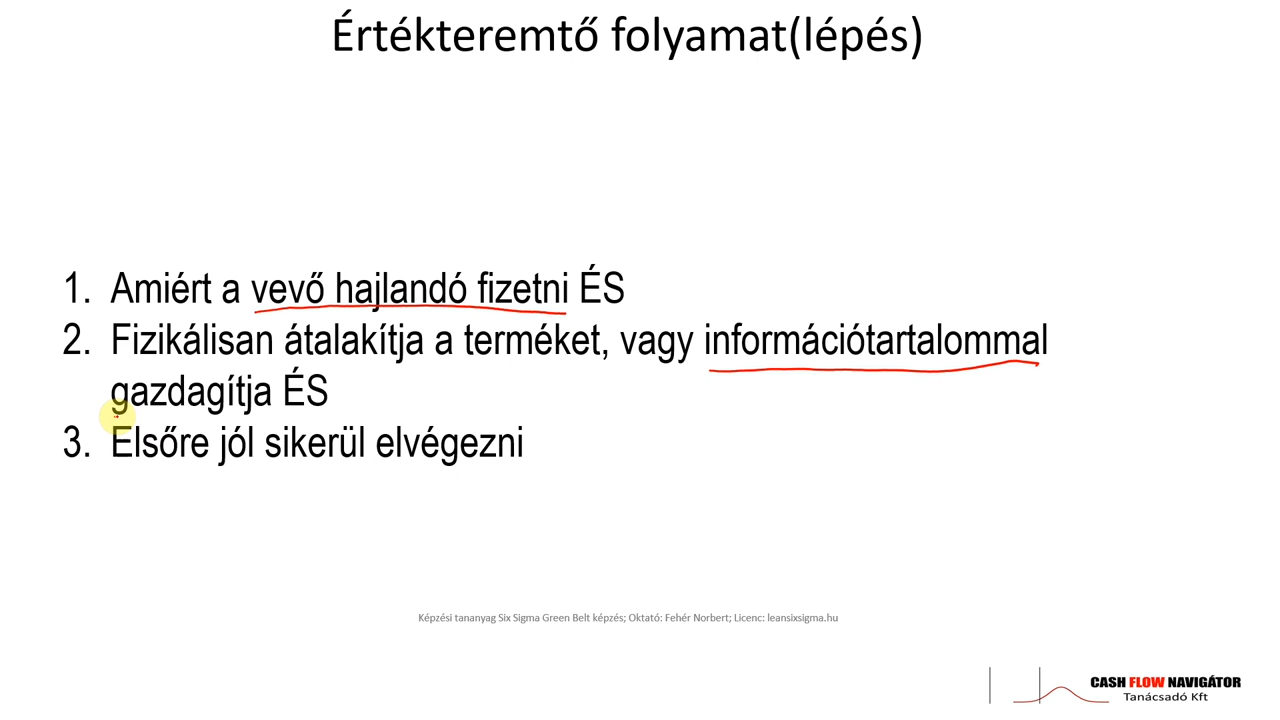 Értékteremtő folyamat(lépés)
1. Amiért a vevő hajlandó fizetni ÉS
2. Fizikálisan átalakítja a terméket, vagy információtartalommal
gazdagítja ÉS
3. Elsőre jól sikerül elvégezni
Képzési tananyag Six Sigma Green Belt képzés; Oktató: Fehér Norbert; Licenc: leansixsigma.hu
CASH FLOW NAVIGÁTOR
Tanácsadó Kft